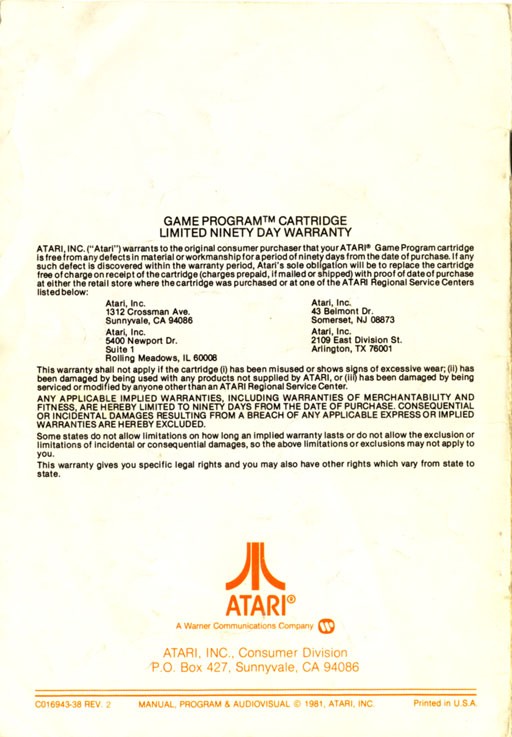 GAME PROGRAM™ CARTRIDGE
LIMITED NINETY DAY WARRANTY
ATARI, INC. ("Atari") warrants to the original consumer purchaser that your ATARI® Game Program cartridge
is free from any defects in material or workmanship for a period of ninety days from the date of purchase. If any
such defect is discovered within the warranty period, Atari's sole obligation will be to replace the cartridge
free of charge on receipt of the cartridge (charges prepaid, if mailed or shipped) with proof of date of purchase
at either the retail store where the cartridge was purchased or at one of the ATARI Regional Service Centers
listed below:
Atari, Inc.
1312 Crossman Ave.
Sunnyvale, CA 94086
Atari, Inc.
43 Belmont Dr.
Somerset, NJ 08873
Atari, Inc.
5400 Newport Dr.
Suite 1
Rolling Meadows, IL 60008
Atari, Inc.
2109 East Division St.
Arlington, TX 76001
This warranty shall not apply if the cartridge (i) has been misused or shows signs of excessive wear; (ii) has
been damaged by being used with any products not supplied by ATARI, or (iii) has been damaged by being
serviced or modified by anyone other than an ATARI Regional Service Center.
ANY APPLICABLE IMPLIED WARRANTIES, INCLUDING WARRANTIES OF MERCHANTABILITY AND
FITNESS, ARE HEREBY LIMITED TO NINETY DAYS FROM THE DATE OF PURCHASE. CONSEQUENTIAL
OR INCIDENTAL DAMAGES RESULTING FROM A BREACH OF ANY APPLICABLE EXPRESS OR IMPLIED
WARRANTIES ARE HEREBY EXCLUDED.
Some states do not allow limitations on how long an implied warranty lasts or do not allow the exclusion or
limitations of incidental or consequential damages, so the above limitations or exclusions may not apply to
you.
This warranty gives you specific legal rights and you may also have other rights which vary from state to
state.
ATARI®
A Warner Communications Company
ATARI, INC., Consumer Division
P.O. Box 427, Sunnyvale, CA 94086
C016943-38 REV. 2 MANUAL, PROGRAM & AUDIOVISUAL © 1981, ATARI, INC. Printed in U.S.A.